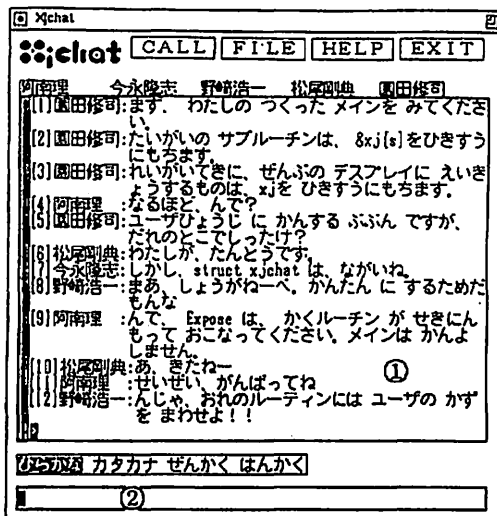 Xjchat
Xjchat CALL FILE HELP EXIT
阿南理 今永隆志 野崎浩一 松尾剛典 園田修司
[1]園田修司:まず、 わたしの つくった メインを みてくださ
い。
[2]園田修司:たいがいの サブルーチンは、 &xj[s]をひきすう
にもちます。
[3]園田修司:れいがいてきに、ぜんぶの デスプレイに えいき
ょうするものは、xjを ひきすうにもちます。
[4]阿南理 :なるほど、んで?
[5]園田修司:ユーザひょうじ に かんする ぶぶん ですが、
だれのとこでしったけ?
[6]松尾剛典:わたしが、たんとうです。
[7]今永隆志:しかし、struct xjchat は、ながいね。
[8]野崎浩一:まあ、しょうがねーべ。かんたん に するためだ
もんな
[9]阿南理 :んで、 Expose は、 かくルーチン が せきにん
もって おこなってください。メインは かんよ
しません。
[10]松尾剛典:あ、きたねー
[11]阿南理 :せいぜい、がんばってね
[12]野崎浩一:んじゃ、おれのルーティンには ユーザの かず
を まわせよ!!
①
ひらがな カタカナ ぜんかく はんかく
②